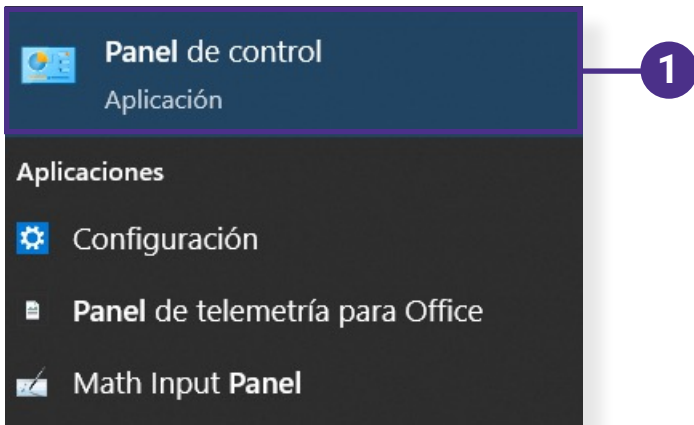 Panel de control
1
Aplicación
Aplicaciones
Configuración
Panel de telemetría para Office
Math Input Panel